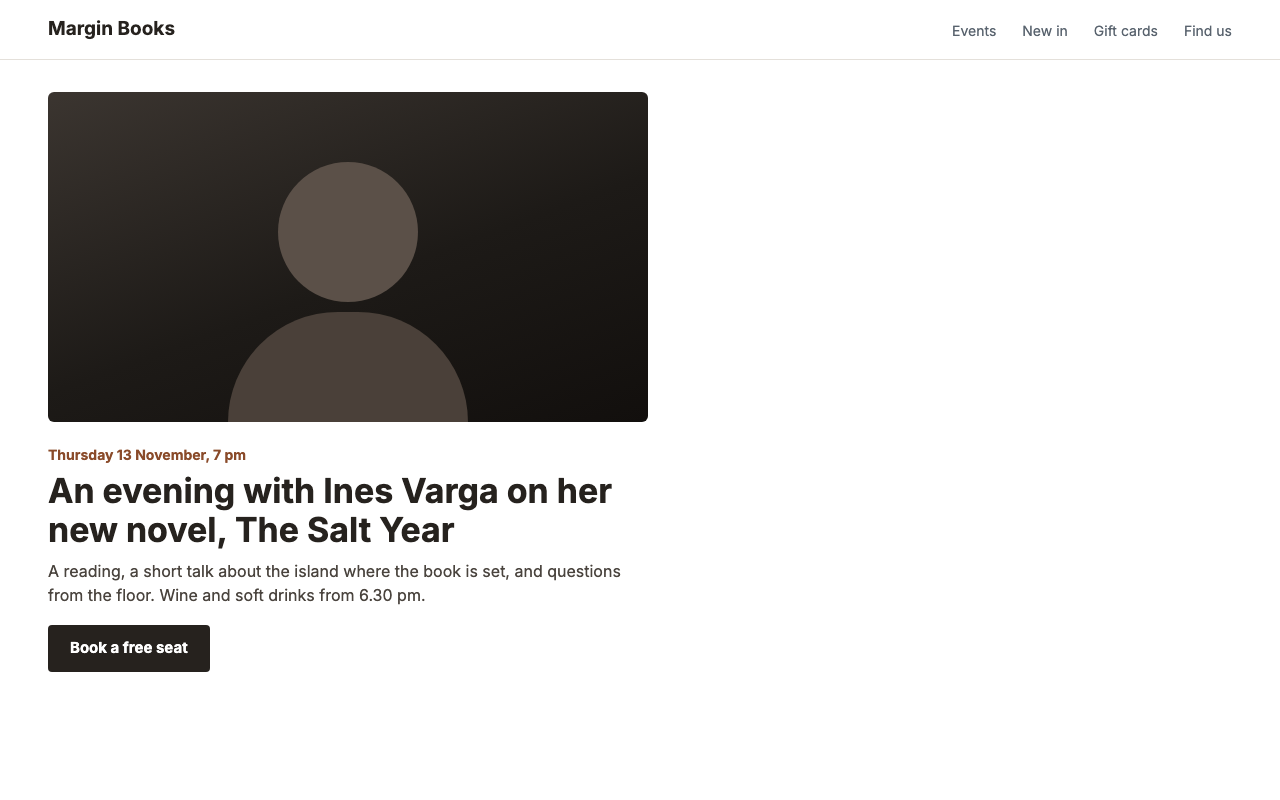 Margin Books
Events New in Gift cards Find us
Thursday 13 November, 7 pm
An evening with Ines Varga on her
new novel, The Salt Year
A reading, a short talk about the island where the book is set, and questions
from the floor. Wine and soft drinks from 6.30 pm.
Book a free seat